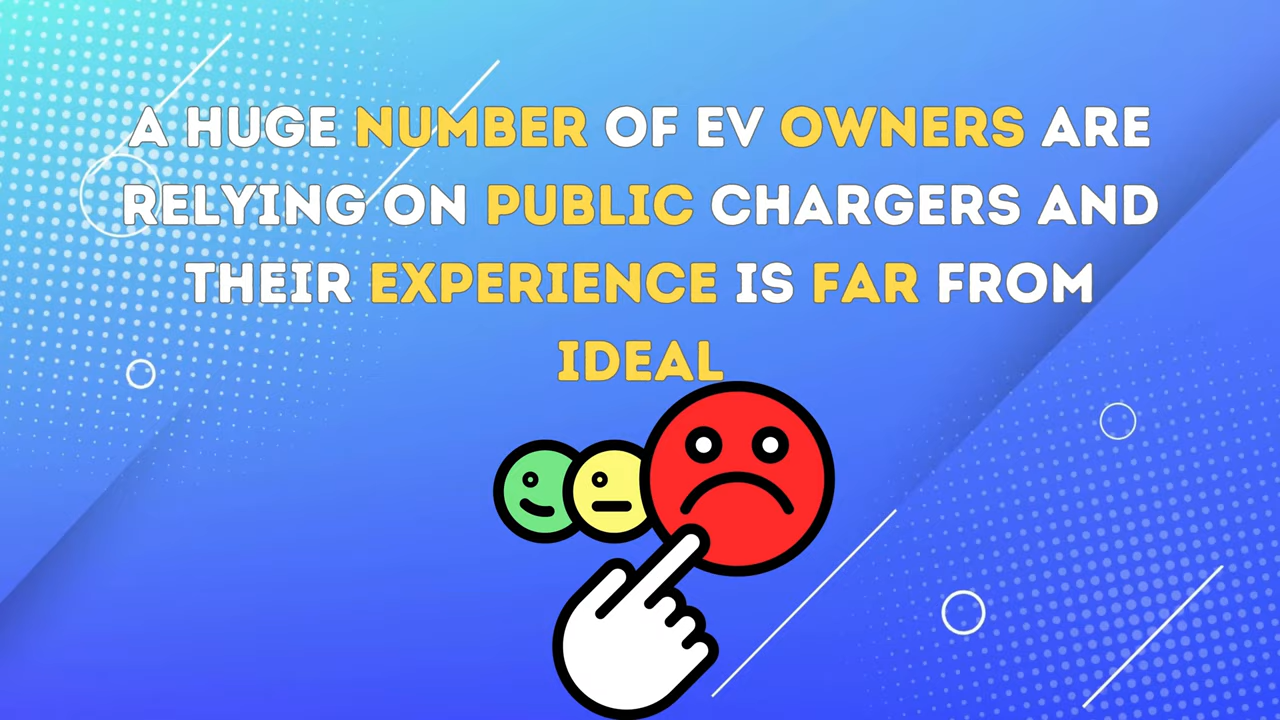 A HUGE NUMBER OF EV OWNERS ARE
RELYING ON PUBLIC CHARGERS AND
THEIR EXPERIENCE IS FAR FROM
IDEAL